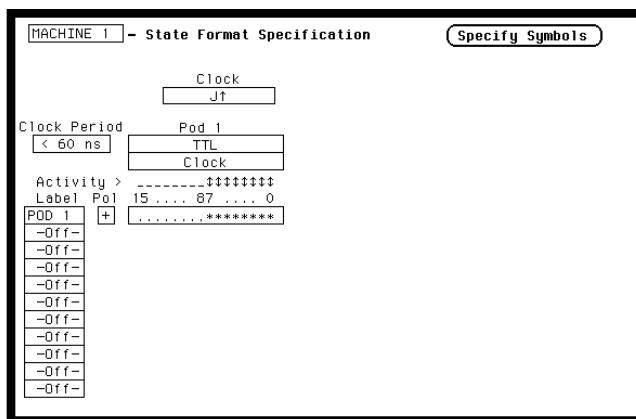 MACHINE 1 - State Format Specification Specify Symbols
Clock
J↑
Clock Period Pod 1
< 60 ns TTL
Clock
Activity > ________↕↕↕↕↕↕↕↕
Label Pol 15 .... 87 .... 0
POD 1 + ........********
-Off-
-Off-
-Off-
-Off-
-Off-
-Off-
-Off-
-Off-
-Off-
-Off-